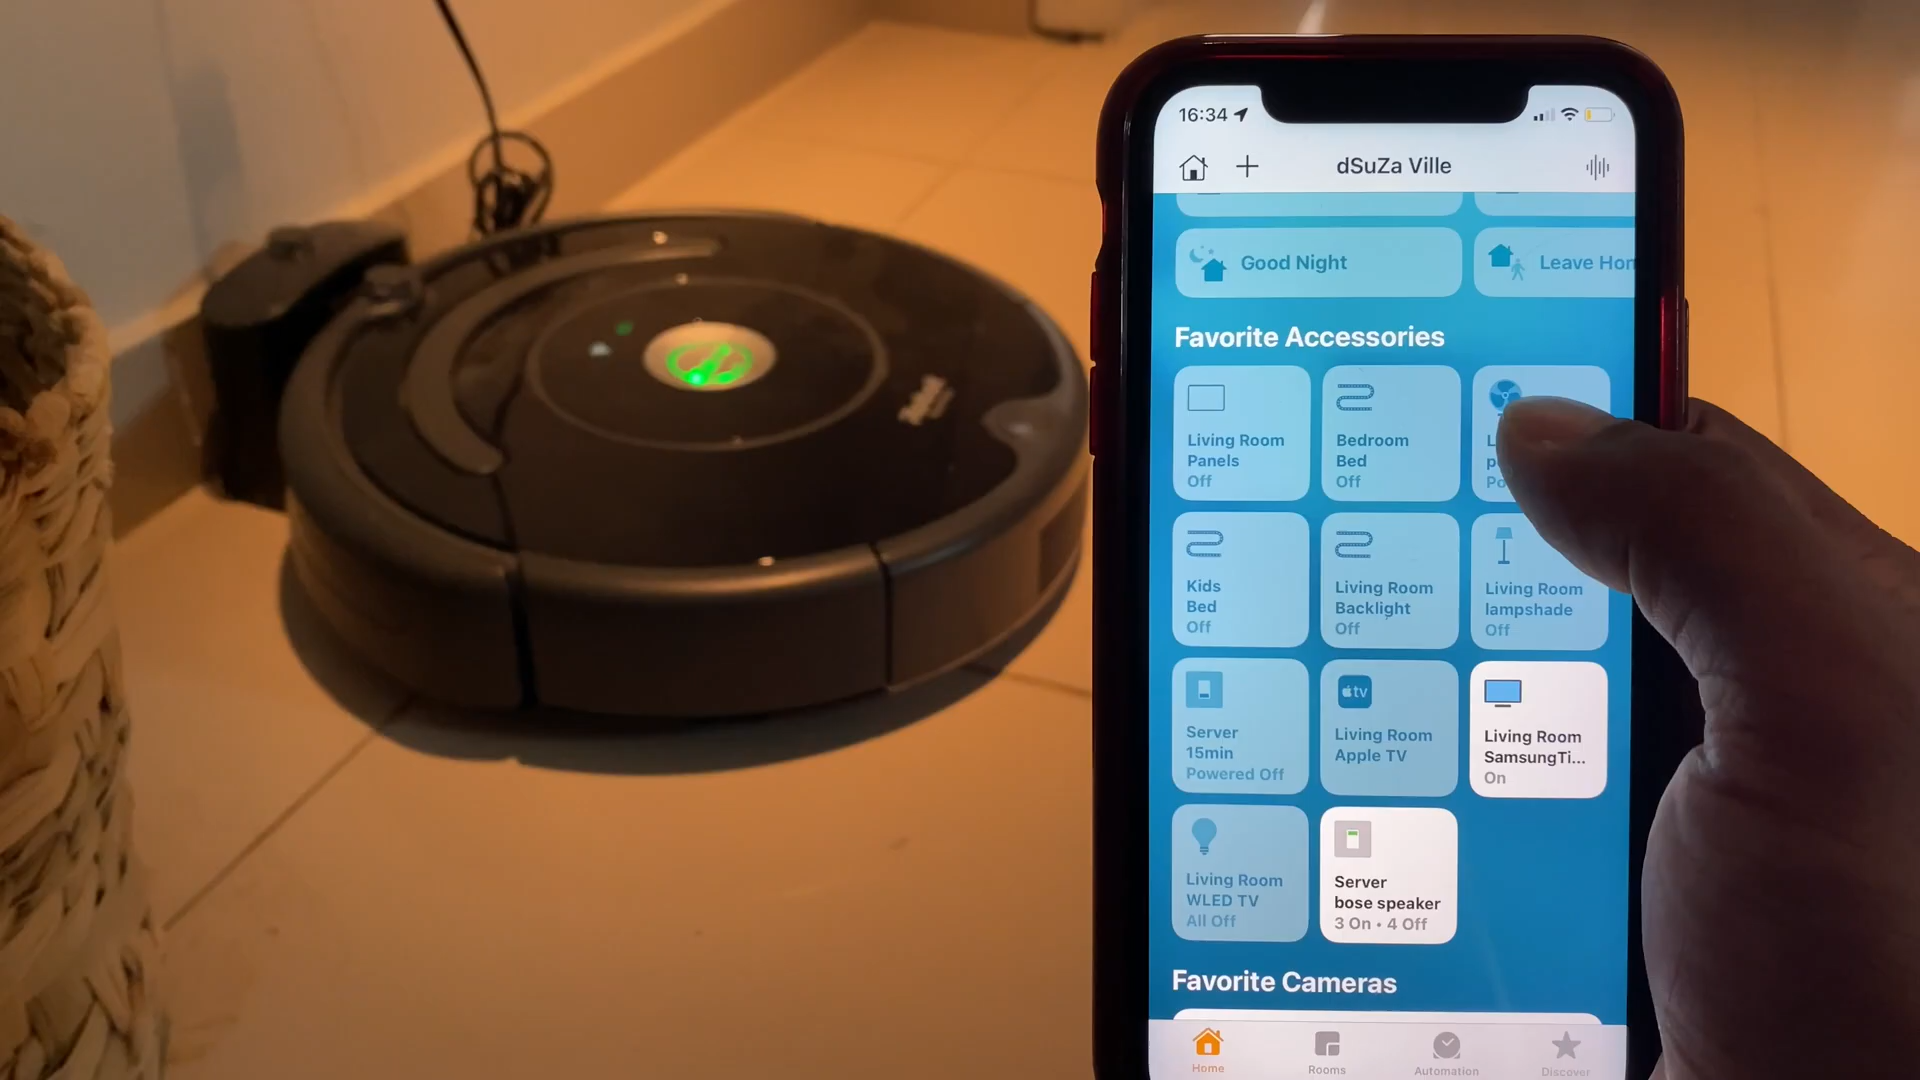 16:34
dSuZa Ville
Good Night
Leave Hom
Favorite Accessories
Living Room
Panels
Off
Bedroom
Bed
Off
Kids
Bed
Off
Living Room
Backlight
Off
Living Room
lampshade
Off
Server
15min
Powered Off
tv
Living Room
Apple TV
Living Room
SamsungTi...
On
Living Room
WLED TV
All Off
Server
bose speaker
3 On • 4 Off
Favorite Cameras
Home
Rooms
Automation
Discover